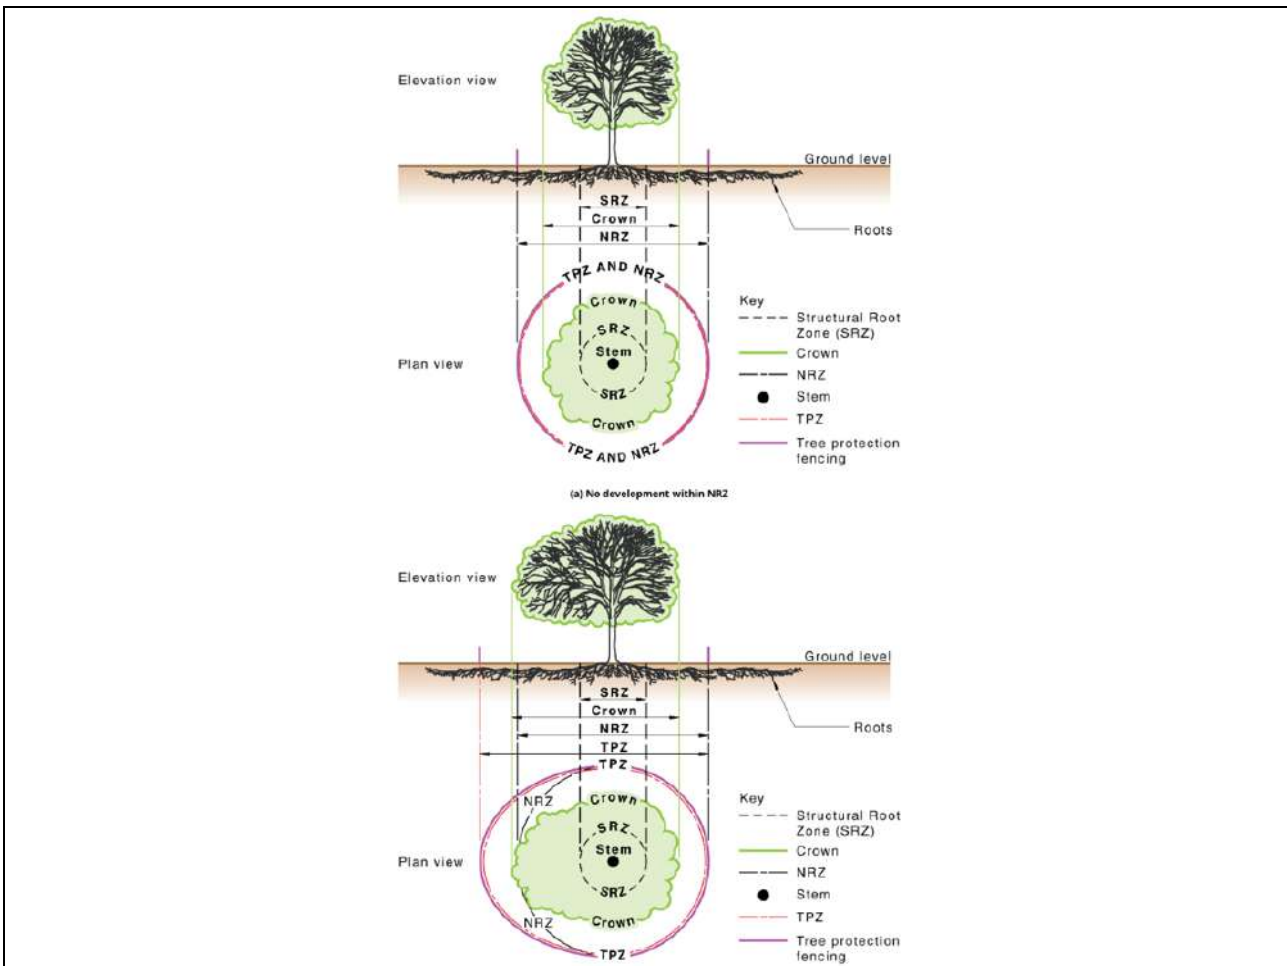 Elevation view
Ground level
SRZ
Crown
Roots
NRZ
TPZ AND NRZ
Crown
SRZ
Stem
Plan view
SRZ
Crown
TPZ AND NRZ
Key
Structural Root
Zone (SRZ)
Crown
NRZ
Stem
TPZ
Tree protection
fencing
(a) No development within NRZ
Elevation view
Ground level
SRZ
Crown
Roots
NRZ
TPZ
TPZ
NRZ
Crown
SRZ
Stem
Plan view
SRZ
Crown
NRZ
TPZ
Key
Structural Root
Zone (SRZ)
Crown
NRZ
Stem
TPZ
Tree protection
fencing